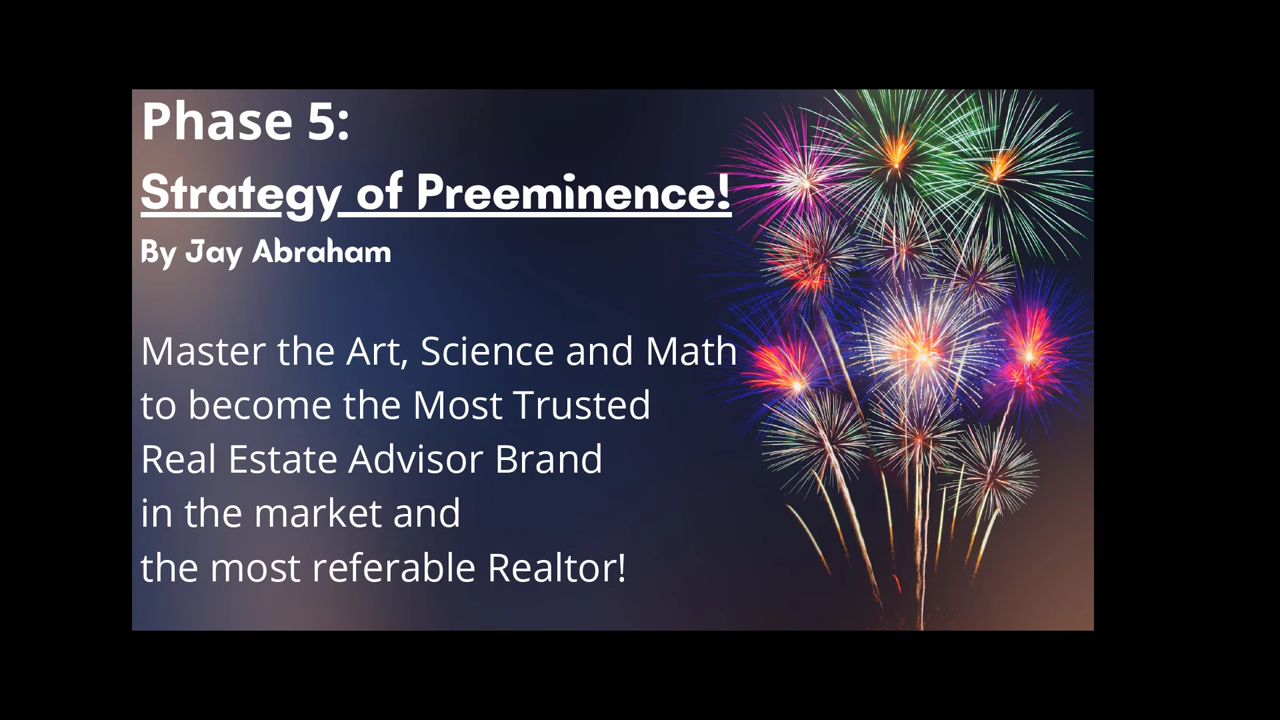 Phase 5:
Strategy of Preeminence!
By Jay Abraham
Master the Art, Science and Math
to become the Most Trusted
Real Estate Advisor Brand
in the market and
the most referable Realtor!